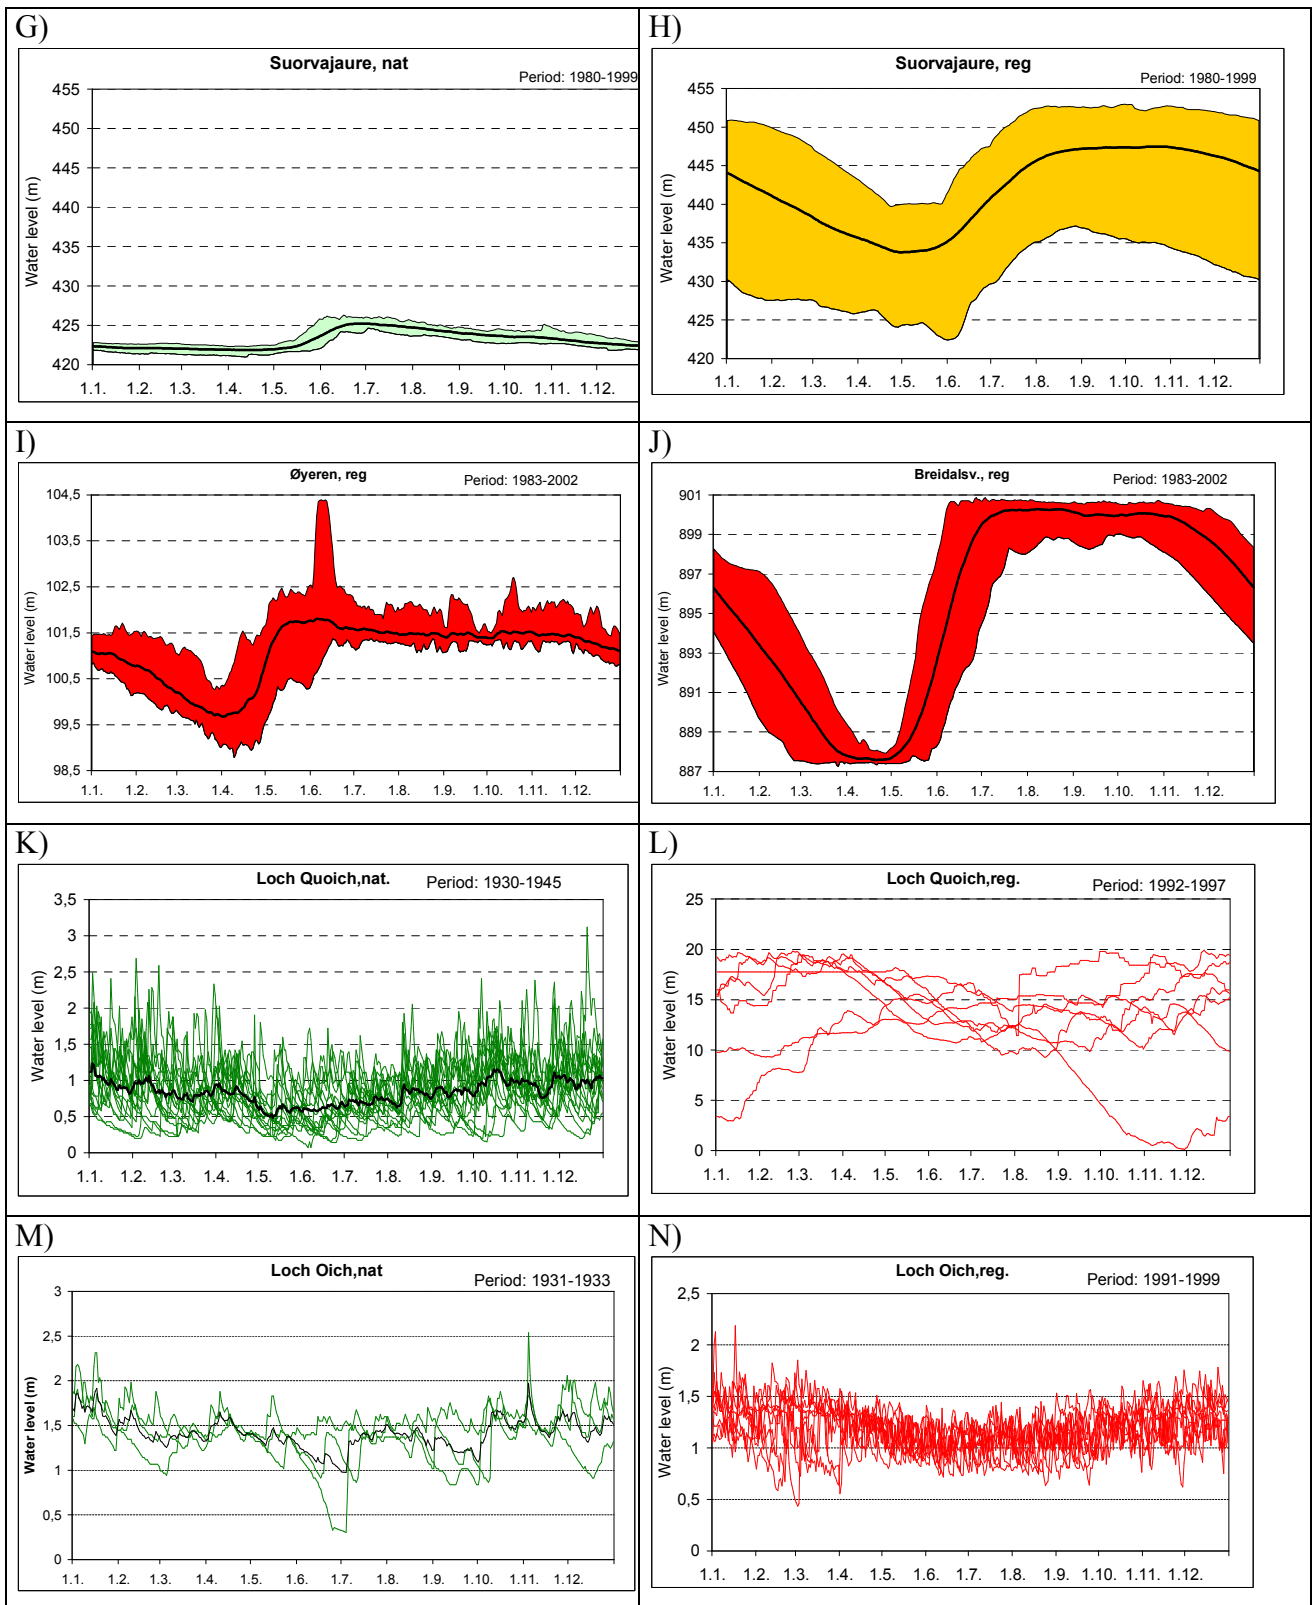 G)
Suorvajaure, nat
Period: 1980-1999
455
450
445
440
435
430
425
420
Water level (m)
1.1. 1.2. 1.3. 1.4. 1.5. 1.6. 1.7. 1.8. 1.9. 1.10. 1.11. 1.12.
H)
Suorvajaure, reg
Period: 1980-1999
455
450
445
440
435
430
425
420
Water level (m)
1.1. 1.2. 1.3. 1.4. 1.5. 1.6. 1.7. 1.8. 1.9. 1.10. 1.11. 1.12.
I)
Øyeren, reg
Period: 1983-2002
104,5
103,5
102,5
101,5
100,5
99,5
98,5
Water level (m)
1.1. 1.2. 1.3. 1.4. 1.5. 1.6. 1.7. 1.8. 1.9. 1.10. 1.11. 1.12.
J)
Breidalsv., reg
Period: 1983-2002
901
899
897
895
893
891
889
887
Water level (m)
1.1. 1.2. 1.3. 1.4. 1.5. 1.6. 1.7. 1.8. 1.9. 1.10. 1.11. 1.12.
K)
Loch Quoich,nat.
Period: 1930-1945
3,5
3
2,5
2
1,5
1
0,5
0
Water level (m)
1.1. 1.2. 1.3. 1.4. 1.5. 1.6. 1.7. 1.8. 1.9. 1.10. 1.11. 1.12.
L)
Loch Quoich,reg.
Period: 1992-1997
25
20
15
10
5
0
Water level (m)
1.1. 1.2. 1.3. 1.4. 1.5. 1.6. 1.7. 1.8. 1.9. 1.10. 1.11. 1.12.
M)
Loch Oich,nat
Period: 1931-1933
3
2,5
2
1,5
1
0,5
0
Water level (m)
1.1. 1.2. 1.3. 1.4. 1.5. 1.6. 1.7. 1.8. 1.9. 1.10. 1.11. 1.12.
N)
Loch Oich,reg.
Period: 1991-1999
2,5
2
1,5
1
0,5
0
Water level (m)
1.1. 1.2. 1.3. 1.4. 1.5. 1.6. 1.7. 1.8. 1.9. 1.10. 1.11. 1.12.